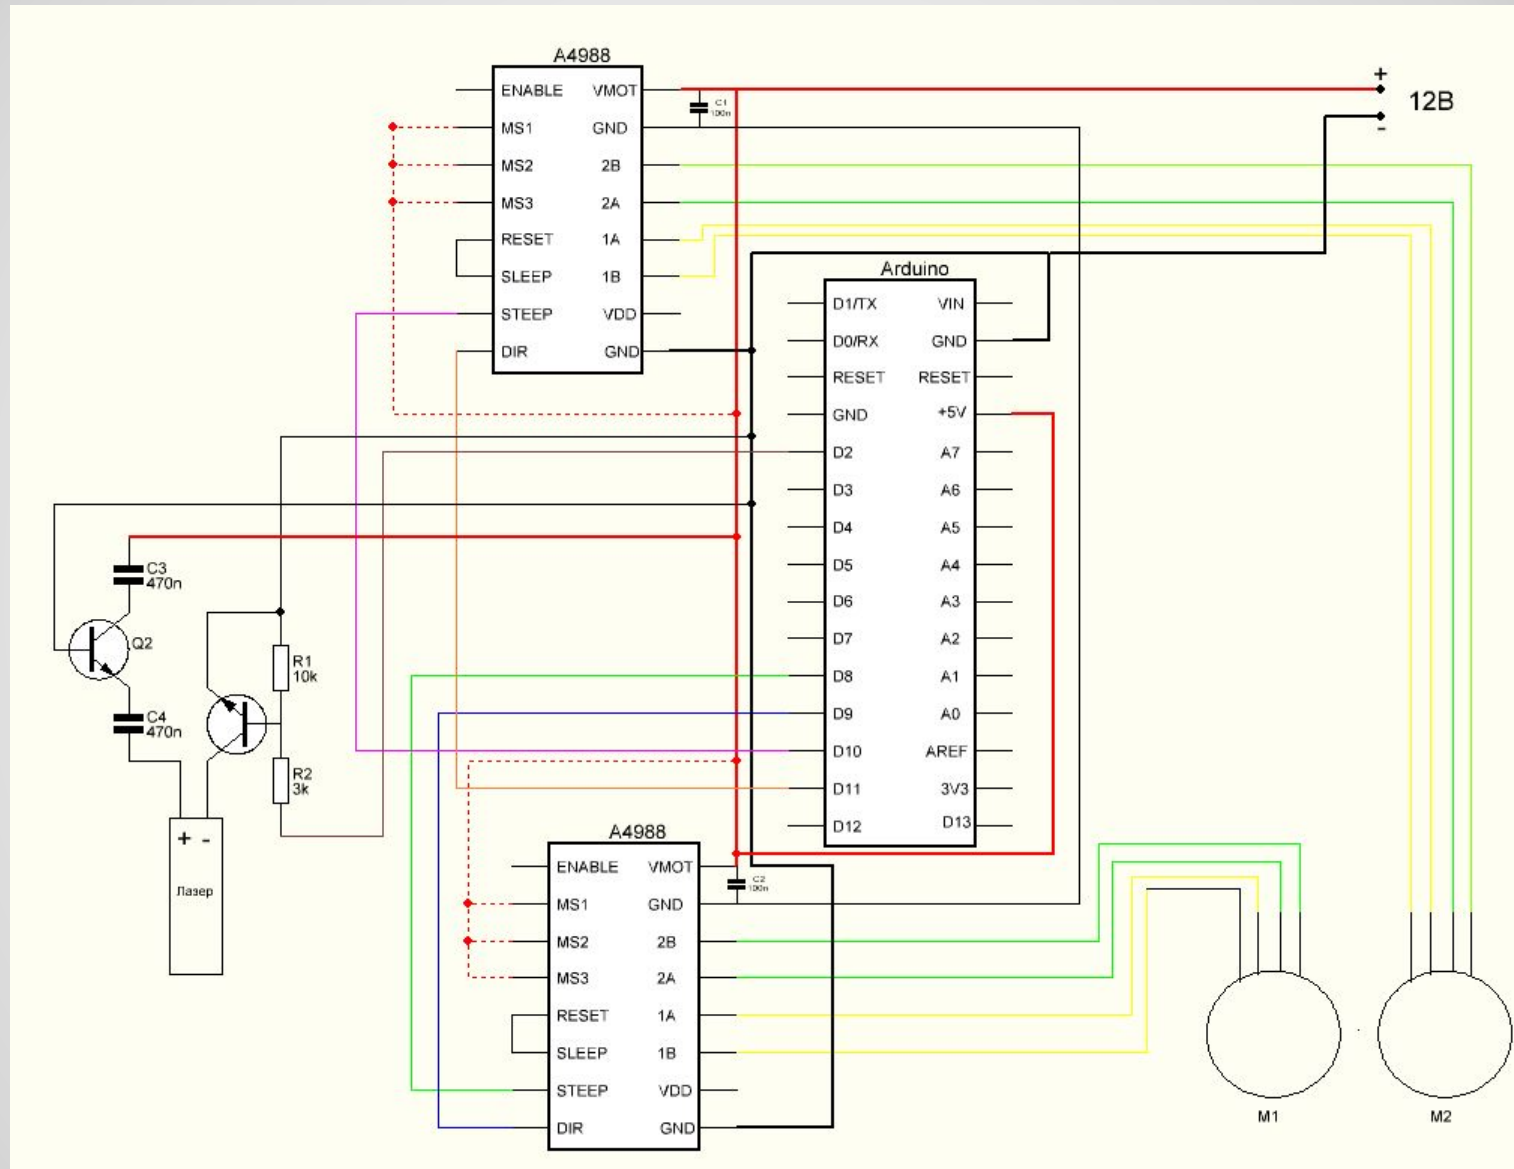 A4988
ENABLE VMOT
MS1 GND
MS2 2B
MS3 2A
RESET 1A
SLEEP 1B
STEEP VDD
DIR GND
C1
100n
+
12В
-
Arduino
D1/TX VIN
D0/RX GND
RESET RESET
GND +5V
D2 A7
D3 A6
D4 A5
D5 A4
D6 A3
D7 A2
D8 A1
D9 A0
D10 AREF
D11 3V3
D12 D13
C3
470n
Q2
C4
470n
R1
10k
R2
3k
+ -
Лазер
A4988
ENABLE VMOT
MS1 GND
MS2 2B
MS3 2A
RESET 1A
SLEEP 1B
STEEP VDD
DIR GND
C2
100n
M1
M2